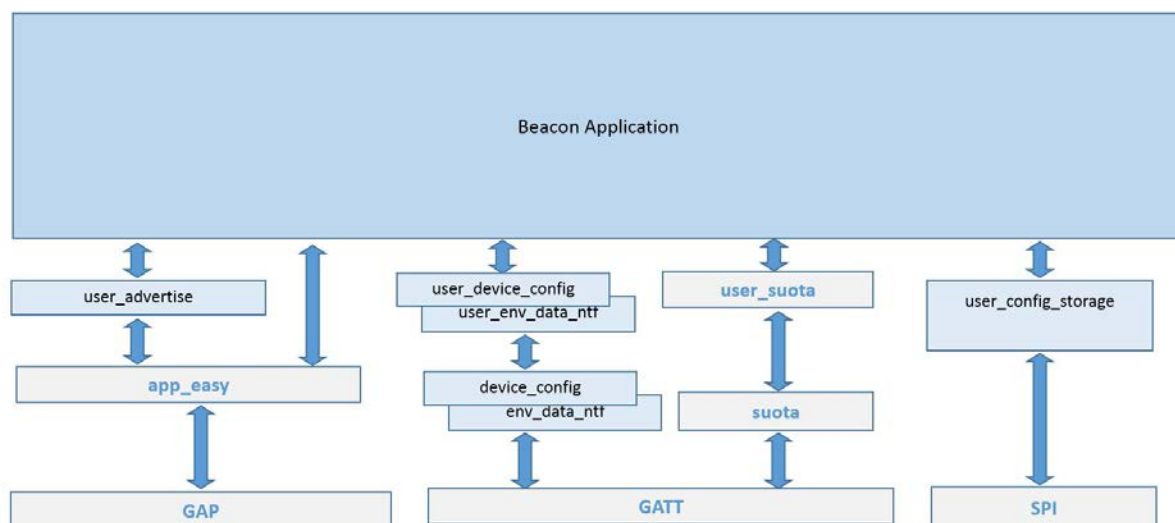 Beacon Application
user_advertise
user_device_config
user_env_data_ntf
user_suota
user_config_storage
app_easy
device_config
env_data_ntf
suota
GAP
GATT
SPI